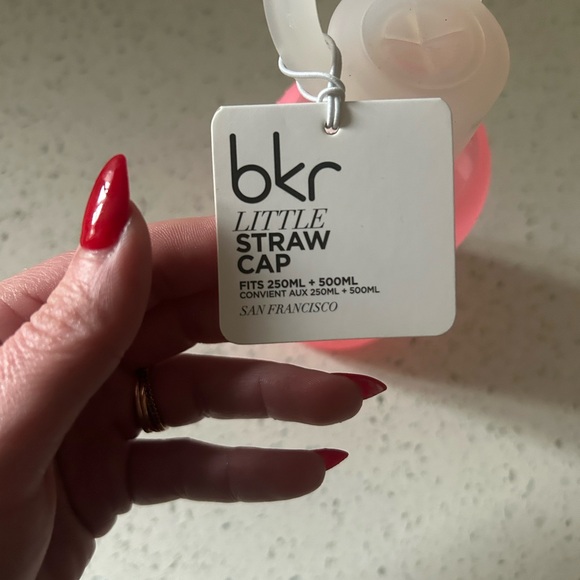 bkr
LITTLE
STRAW
CAP
FITS 250ML + 500ML
CONVIENT AUX 250ML + 500ML
SAN FRANCISCO